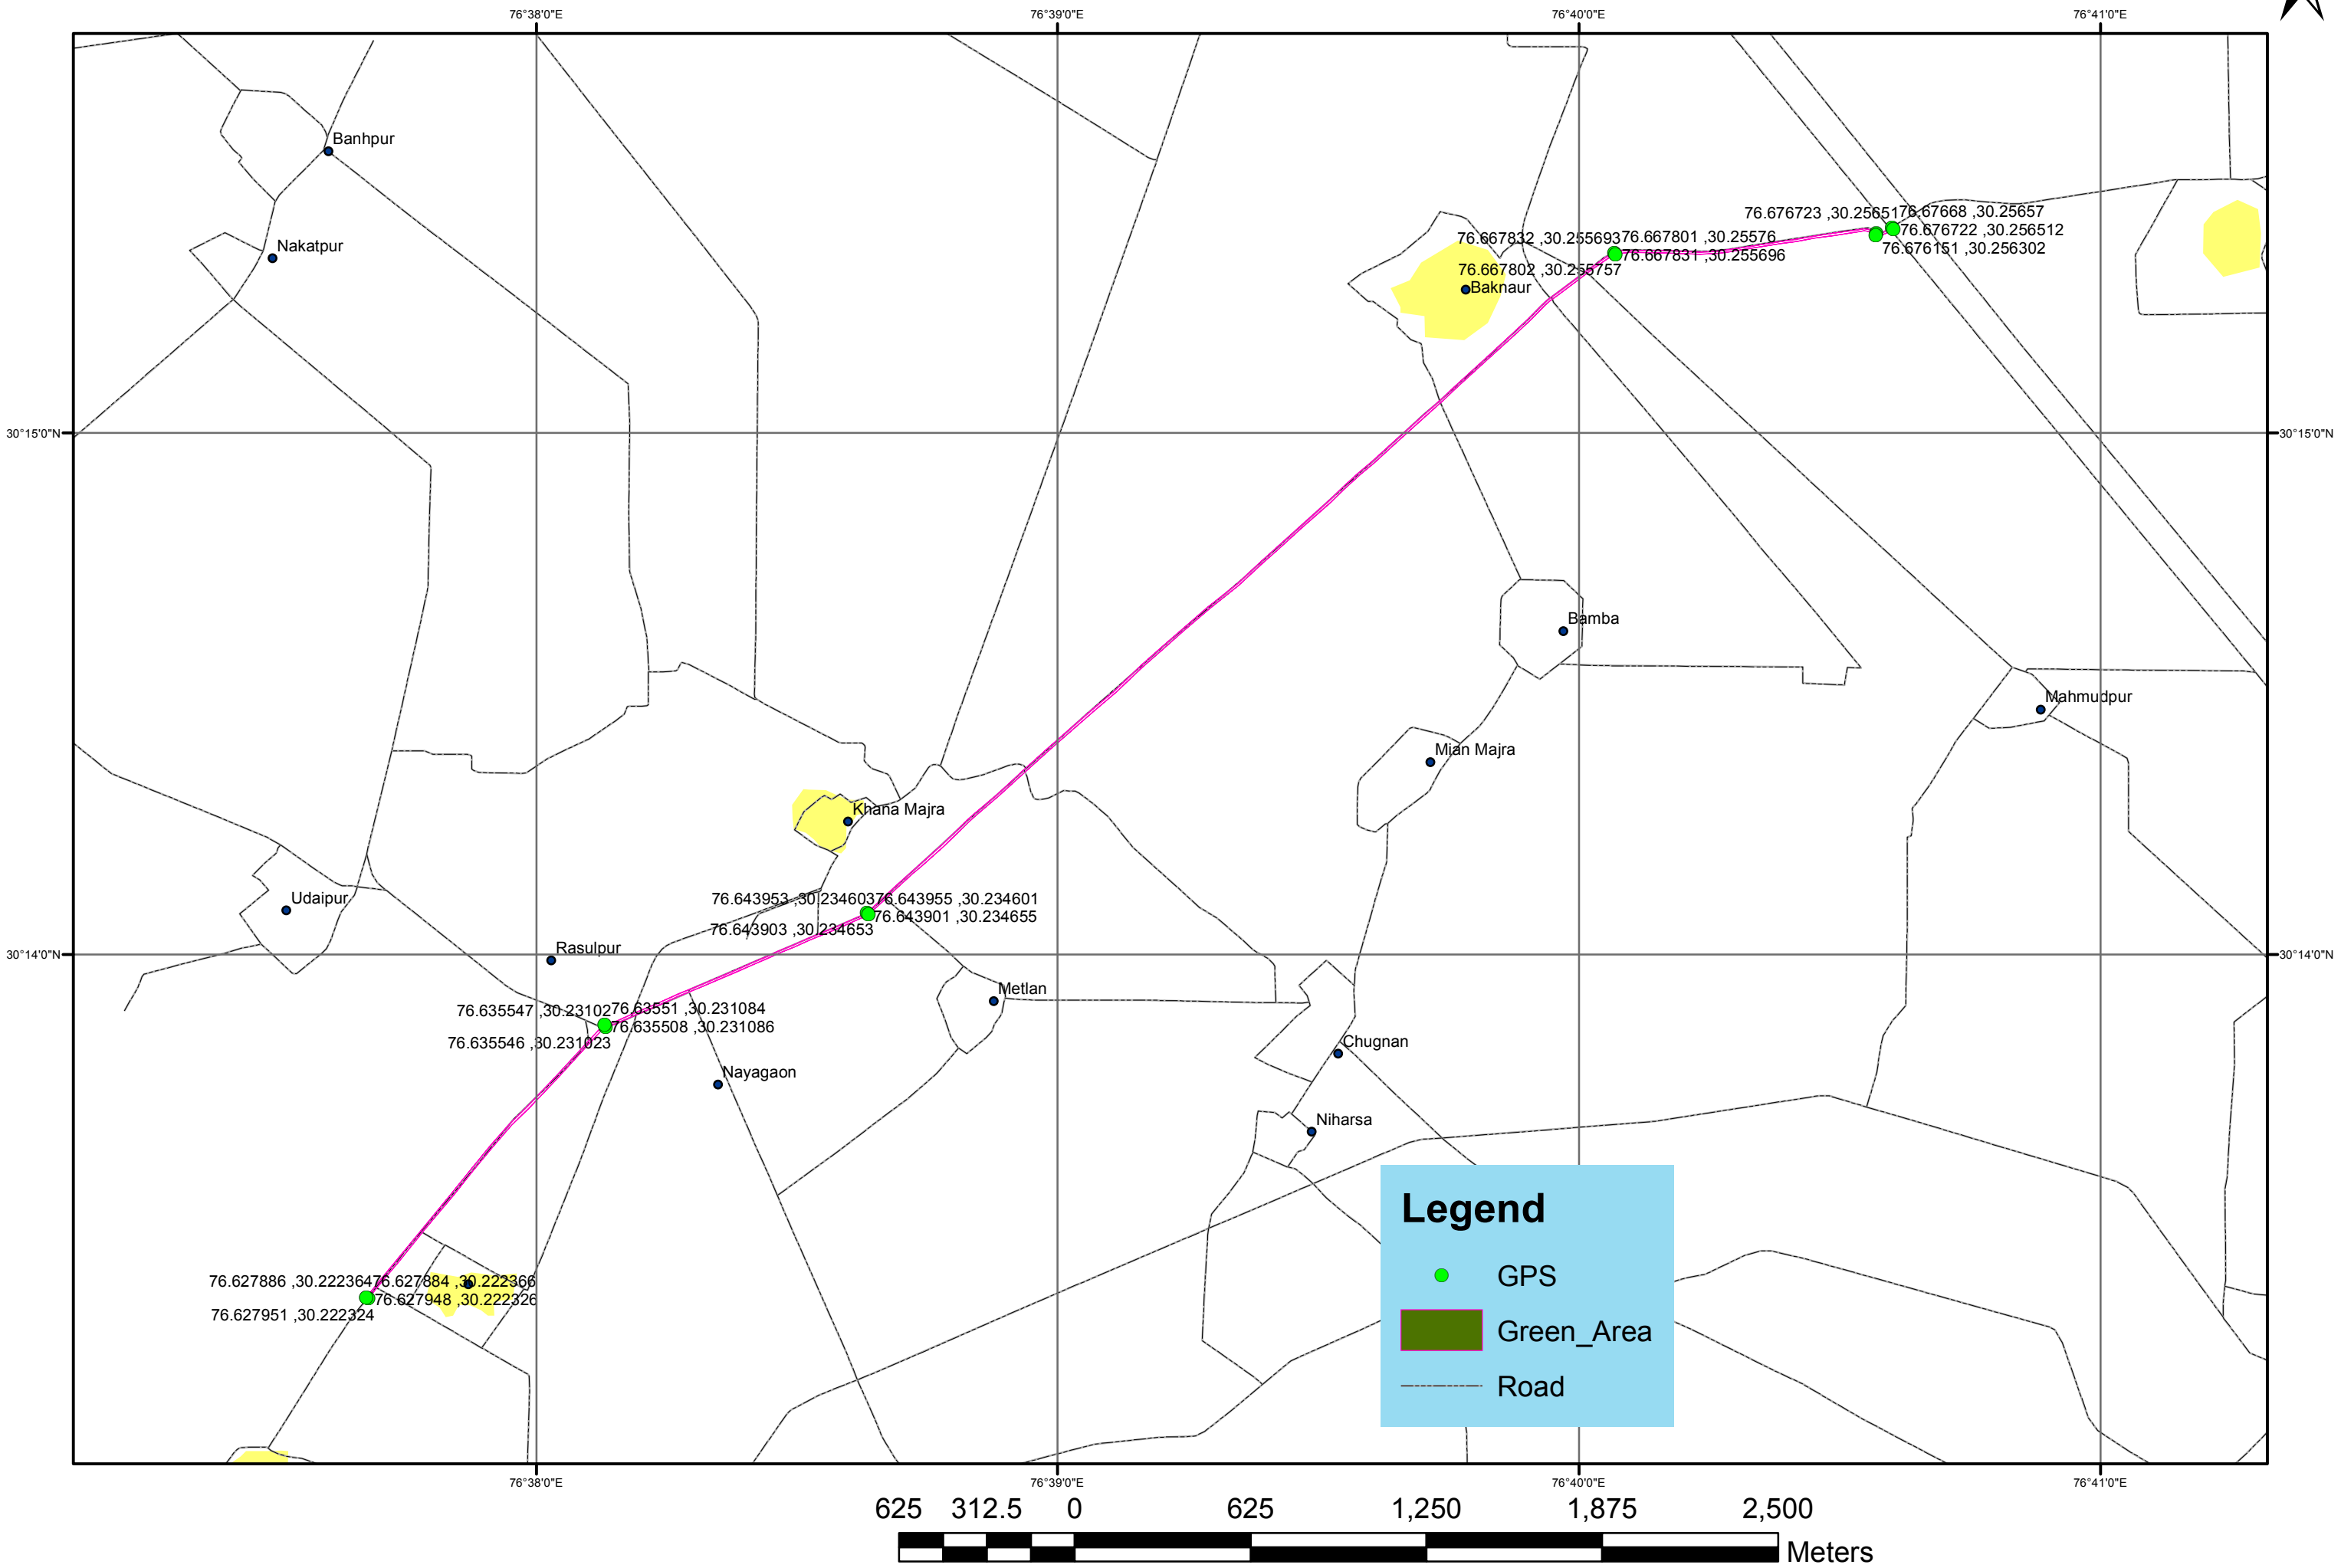 76°38'0"E
76°39'0"E
76°40'0"E
76°41'0"E
Banhpur
Nakatpur
76.676723 ,30.256517
76.67668 ,30.25657
76.676722 ,30.256512
76.676151 ,30.256302
76.667832 ,30.255693
76.667801 ,30.25576
76.667831 ,30.255696
76.667802 ,30.255757
Baknaur
30°15'0"N
30°15'0"N
Bamba
Mahmudpur
Mian Majra
Khana Majra
Udaipur
76.643953 ,30.234603
76.643955 ,30.234601
76.643901 ,30.234655
76.643903 ,30.234653
Rasulpur
30°14'0"N
30°14'0"N
Metlan
76.635547 ,30.23102
76.63551 ,30.231084
76.635508 ,30.231086
76.635546 ,30.231023
Chugnan
Nayagaon
Niharsa
76.627886 ,30.222364
76.627884 ,30.222366
76.627948 ,30.222326
76.627951 ,30.222324
Legend
GPS
Green_Area
Road
76°38'0"E
76°39'0"E
76°40'0"E
76°41'0"E
625 312.5 0 625 1,250 1,875 2,500
Meters